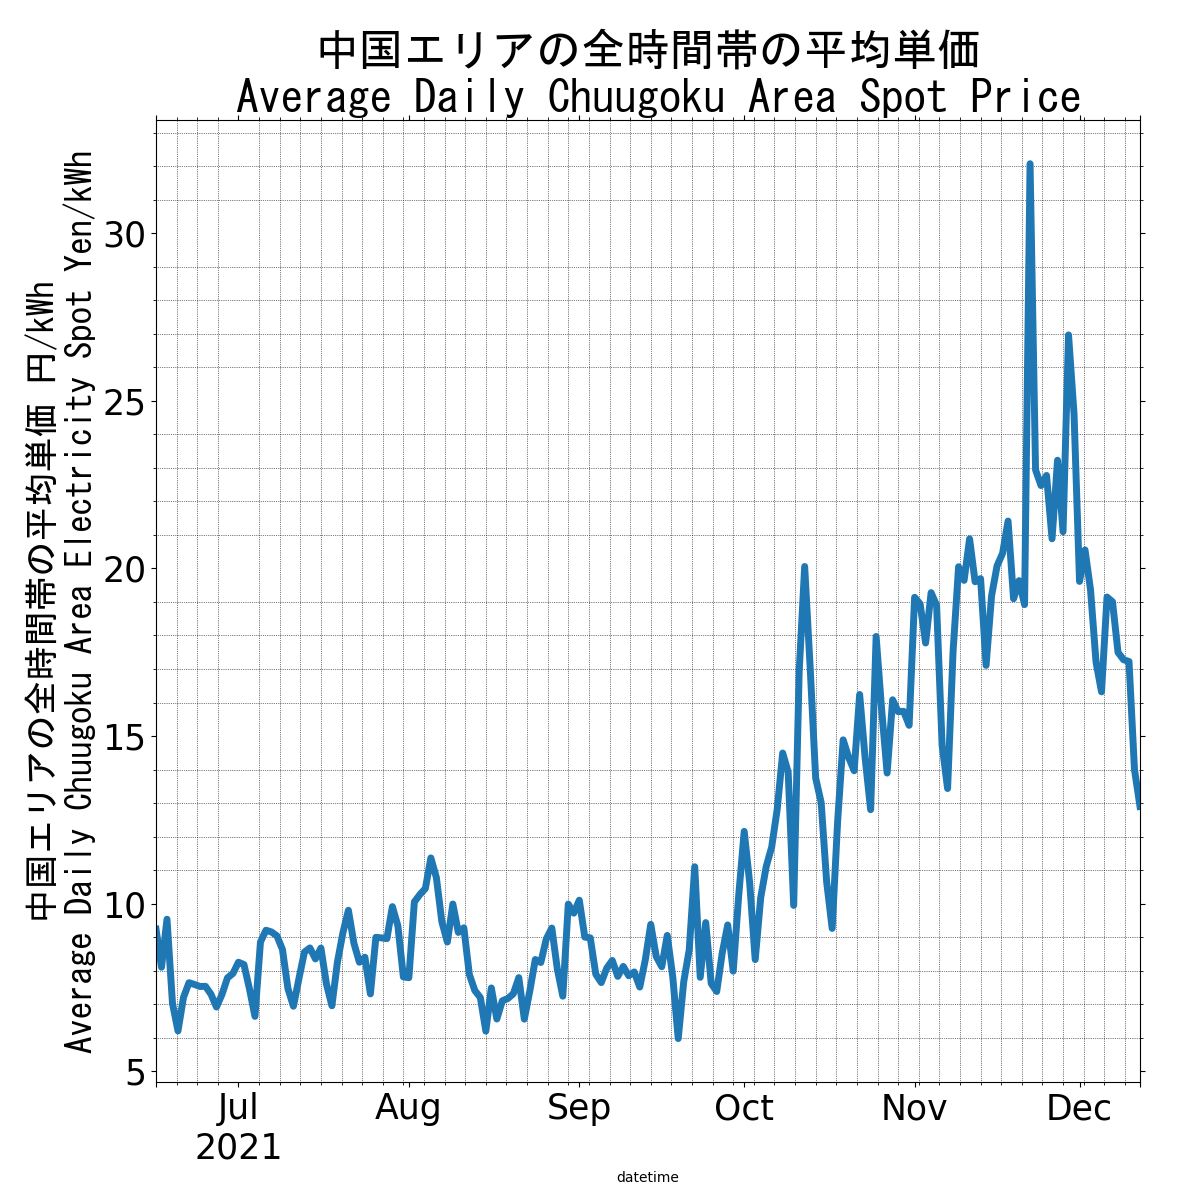 中国エリアの全時間帯の平均単価
Average Daily Chuugoku Area Spot Price
中国エリアの全時間帯の平均単価 円/kWh
Average Daily Chuugoku Area Electricity Spot Yen/kWh
30
25
20
15
10
5
Jul
2021
Aug
Sep
Oct
Nov
Dec
datetime